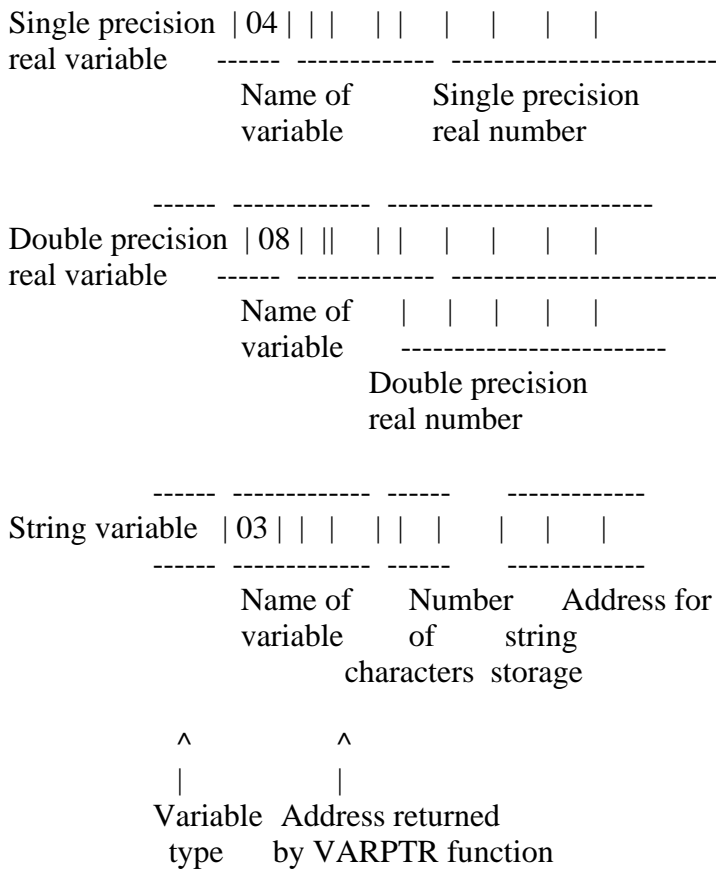 Single precision | 04 | | | | | | | | |
real variable ------ ------------- -------------------------
Name of Single precision
variable real number
------ ------------- -------------------------
Double precision | 08 | || | | | | | |
real variable ------ ------------- -------------------------
Name of | | | | |
variable -------------------------
Double precision
real number
------ ------------- ------ -------------
String variable | 03 | | | | | | | | |
------ ------------- ------ -------------
Name of Number Address for
variable of string
characters storage
^ ^
| |
Variable Address returned
type by VARPTR function